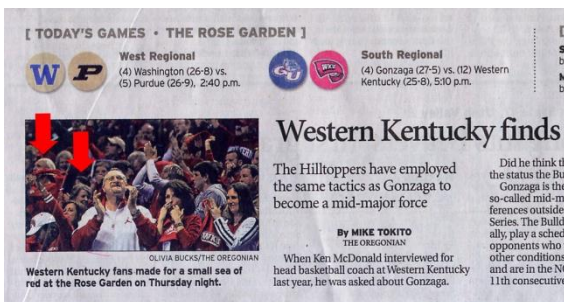 [ TODAY'S GAMES • THE ROSE GARDEN ]
West Regional
(4) Washington (26-8) vs.
(5) Purdue (26-9), 2:40 p.m.
W P
GU
South Regional
(4) Gonzaga (27-5) vs. (12) Western
Kentucky (25-8), 5:10 p.m.
Western Kentucky finds
The Hilltoppers have employed
the same tactics as Gonzaga to
become a mid-major force
By MIKE TOKITO
THE OREGONIAN
When Ken McDonald interviewed for
head basketball coach at Western Kentucky
last year, he was asked about Gonzaga.
Did he think th
the status the Bu
Gonzaga is the
so-called mid-m
ferences outside
Series. The Bulld
ally, play a sched
opponents who
other conditions
and are in the NC
11th consecutive
OLIVIA BUCKS/THE OREGONIAN
Western Kentucky fans made for a small sea of
red at the Rose Garden on Thursday night.